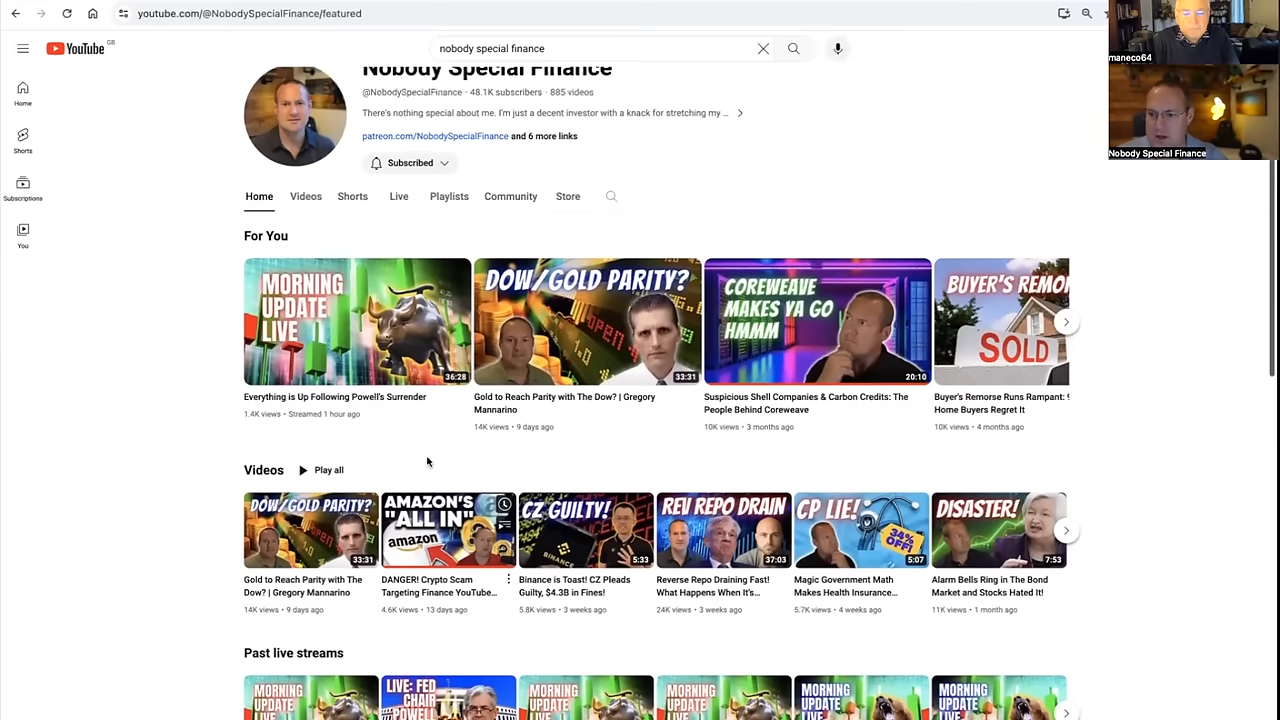 youtube.com/@NobodySpecialFinance/featured
YouTube GB
nobody special finance
maneco64
Nobody Special Finance
Home
Shorts
Subscriptions
You
Nobody Special Finance
@NobodySpecialFinance · 48.1K subscribers · 885 videos
There's nothing special about me. I'm just a decent investor with a knack for stretching my ...
patreon.com/NobodySpecialFinance and 6 more links
Subscribed
Home Videos Shorts Live Playlists Community Store
For You
MORNING
UPDATE
LIVE
36:28
Everything is Up Following Powell's Surrender
1.4K views • Streamed 1 hour ago
DOW/GOLD PARITY?
33:31
Gold to Reach Parity with The Dow? | Gregory
Mannarino
14K views • 9 days ago
COREWEAVE
MAKES YA GO
HMMM
20:10
Suspicious Shell Companies & Carbon Credits: The
People Behind Coreweave
10K views • 3 months ago
BUYER'S REMO
SOLD
Buyer's Remorse Runs Rampant: 
Home Buyers Regret It
10K views • 4 months ago
Videos Play all
DOW/GOLD PARITY?
33:31
Gold to Reach Parity with The
Dow? | Gregory Mannarino
14K views • 9 days ago
AMAZON'S
"ALL IN"
amazon
DANGER! Crypto Scam
Targeting Finance YouTube...
4.6K views • 13 days ago
CZ GUILTY!
BINANCE
5:33
Binance is Toast! CZ Pleads
Guilty, $4.3B in Fines!
5.8K views • 3 weeks ago
REV REPO DRAIN
37:03
Reverse Repo Draining Fast!
What Happens When It's...
24K views • 3 weeks ago
CP LIE!
34%
OFF!
5:07
Magic Government Math
Makes Health Insurance...
5.7K views • 4 weeks ago
DISASTER!
7:53
Alarm Bells Ring in The Bond
Market and Stocks Hated It!
11K views • 1 month ago
Past live streams
MORNING
UPDATE
LIVE: FED
CHAIR
POWELL
MORNING
UPDATE
MORNING
UPDATE
MORNING
UPDATE
LIVE
MORNING
UPDATE
LIVE